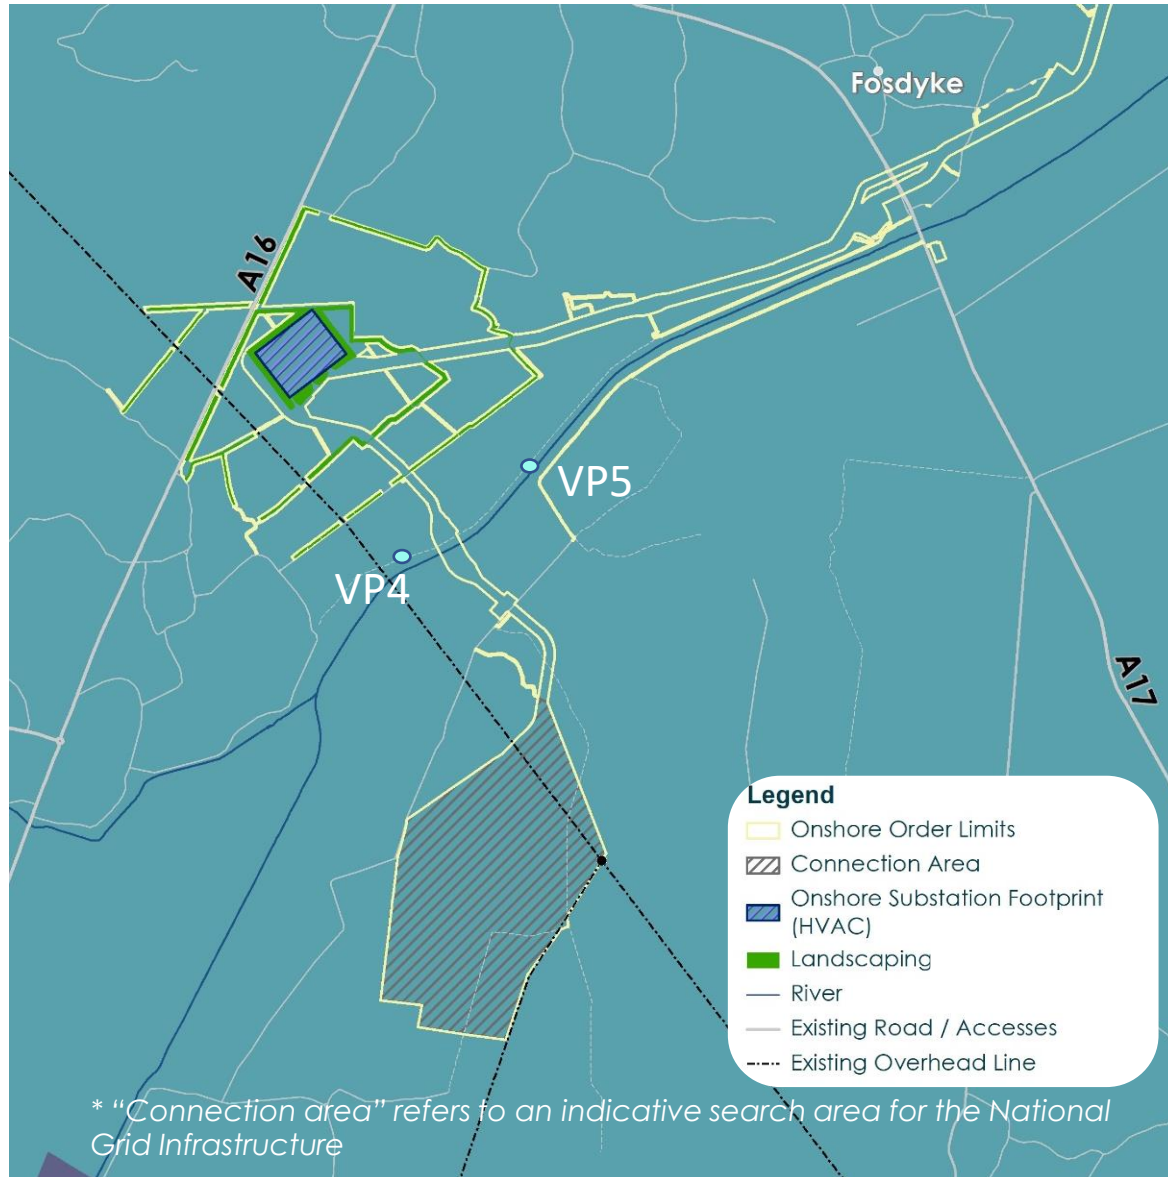 Fosdyke
A16
VP5
VP4
A17
Legend
Onshore Order Limits
Connection Area
Onshore Substation Footprint
(HVAC)
Landscaping
River
Existing Road / Accesses
Existing Overhead Line
* “Connection area” refers to an indicative search area for the National
Grid Infrastructure